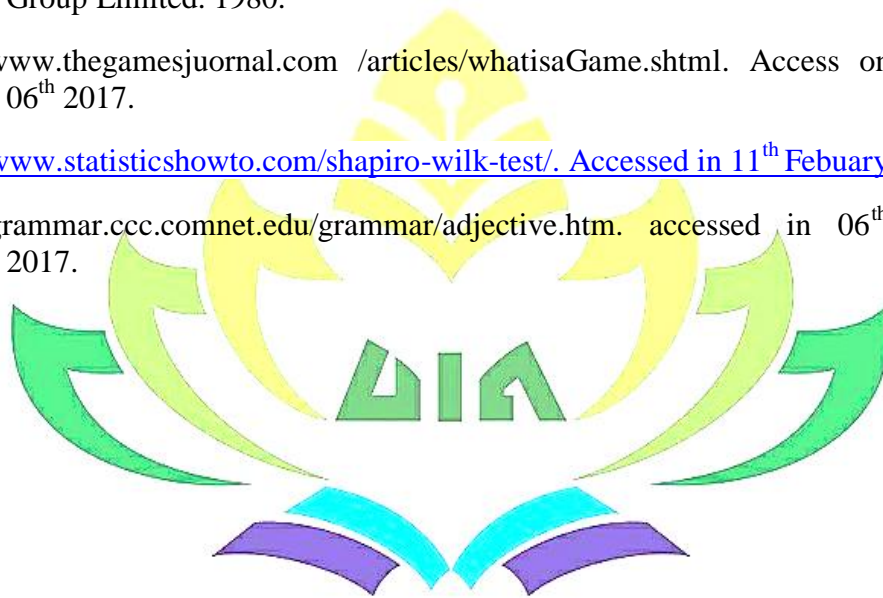 Group Limited. 1980.
www.thegamesjuornal.com /articles/whatisaGame.shtml. Access on
06th 2017.
www.statisticshowto.com/shapiro-wilk-test/. Accessed in 11th Febuary
grammar.ccc.comnet.edu/grammar/adjective.htm. accessed in 06th
2017.
UIN